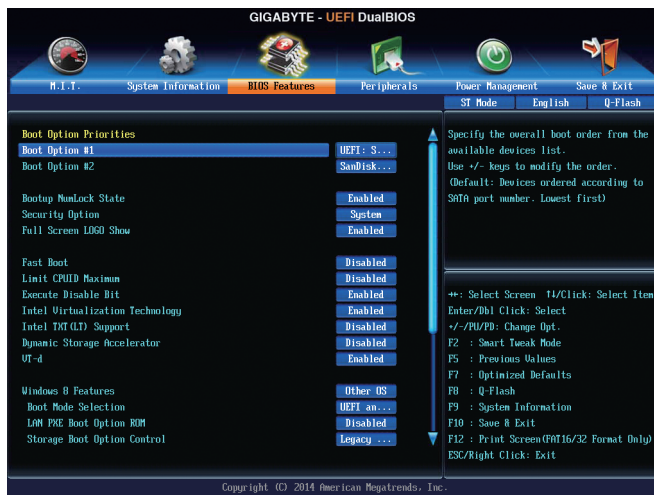 GIGABYTE - UEFI DualBIOS
M.I.T.
System Information
BIOS Features
Peripherals
Power Management
Save & Exit
ST Mode
English
Q-Flash
Boot Option Priorities
Boot Option #1 UEFI: S...
Boot Option #2 SanDisk...
Bootup NumLock State Enabled
Security Option System
Full Screen LOGO Show Enabled
Fast Boot Disabled
Limit CPUID Maximum Disabled
Execute Disable Bit Enabled
Intel Virtualization Technology Enabled
Intel TXT(LT) Support Disabled
Dynamic Storage Accelerator Disabled
VT-d Enabled
Windows 8 Features Other OS
Boot Mode Selection UEFI an...
LAN PXE Boot Option ROM Disabled
Storage Boot Option Control Legacy ...
Specify the overall boot order from the
available devices list.
Use +/- keys to modify the order.
(Default: Devices ordered according to
SATA port number. Lowest first)
→←: Select Screen ↑↓/Click: Select Item
Enter/Dbl Click: Select
+/-/PU/PD: Change Opt.
F2 : Smart Tweak Mode
F5 : Previous Values
F7 : Optimized Defaults
F8 : Q-Flash
F9 : System Information
F10 : Save & Exit
F12 : Print Screen(FAT16/32 Format Only)
ESC/Right Click: Exit
Copyright (C) 2014 American Megatrends, Inc.